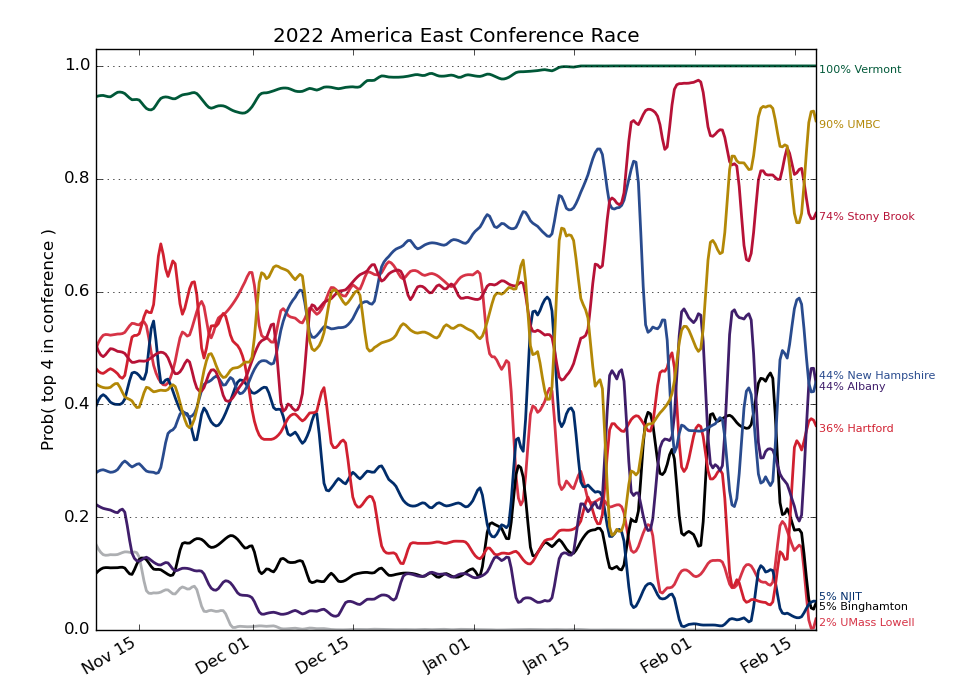 2022 America East Conference Race
Prob( top 4 in conference )
1.0
0.8
0.6
0.4
0.2
0.0
Nov 15
Dec 01
Dec 15
Jan 01
Jan 15
Feb 01
Feb 15
100% Vermont
90% UMBC
74% Stony Brook
44% New Hampshire
44% Albany
36% Hartford
5% NJIT
5% Binghamton
2% UMass Lowell